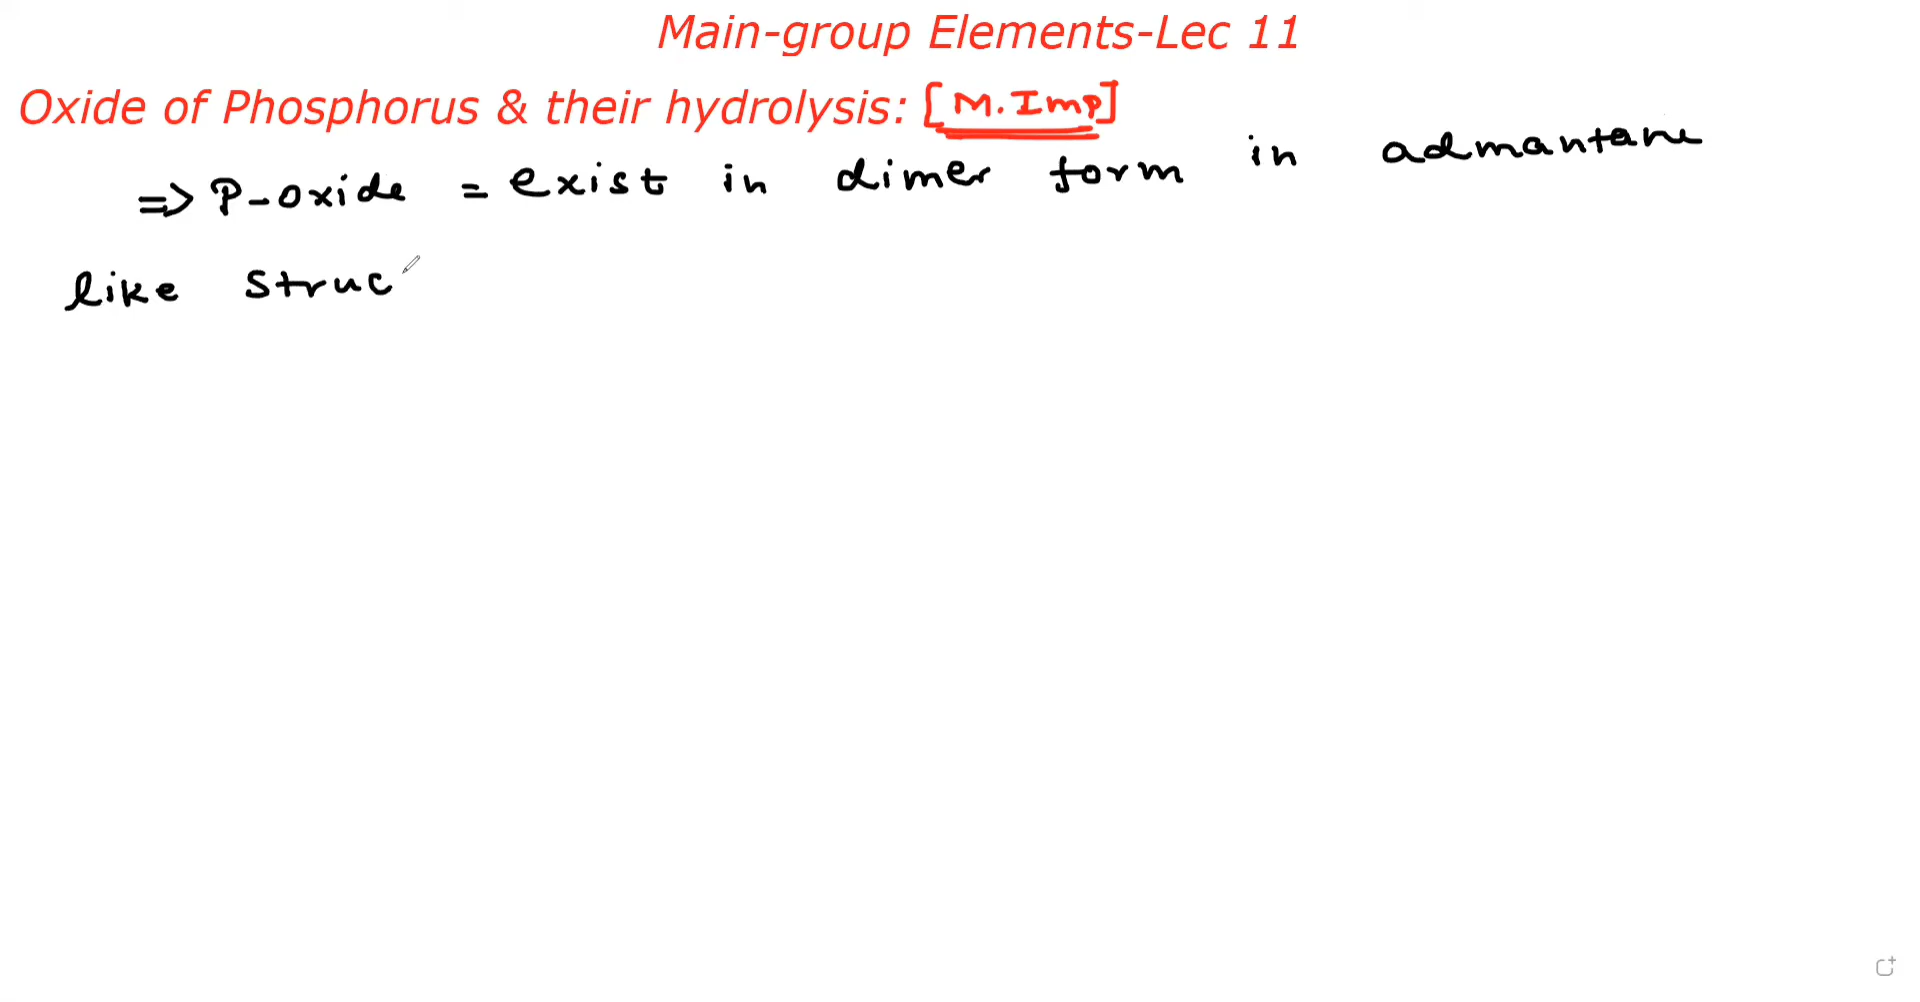 Main-group Elements-Lec 11
Oxide of Phosphorus & their hydrolysis: [M. Imp]
=> P-oxide = exist in dimer form in admantane
like struc